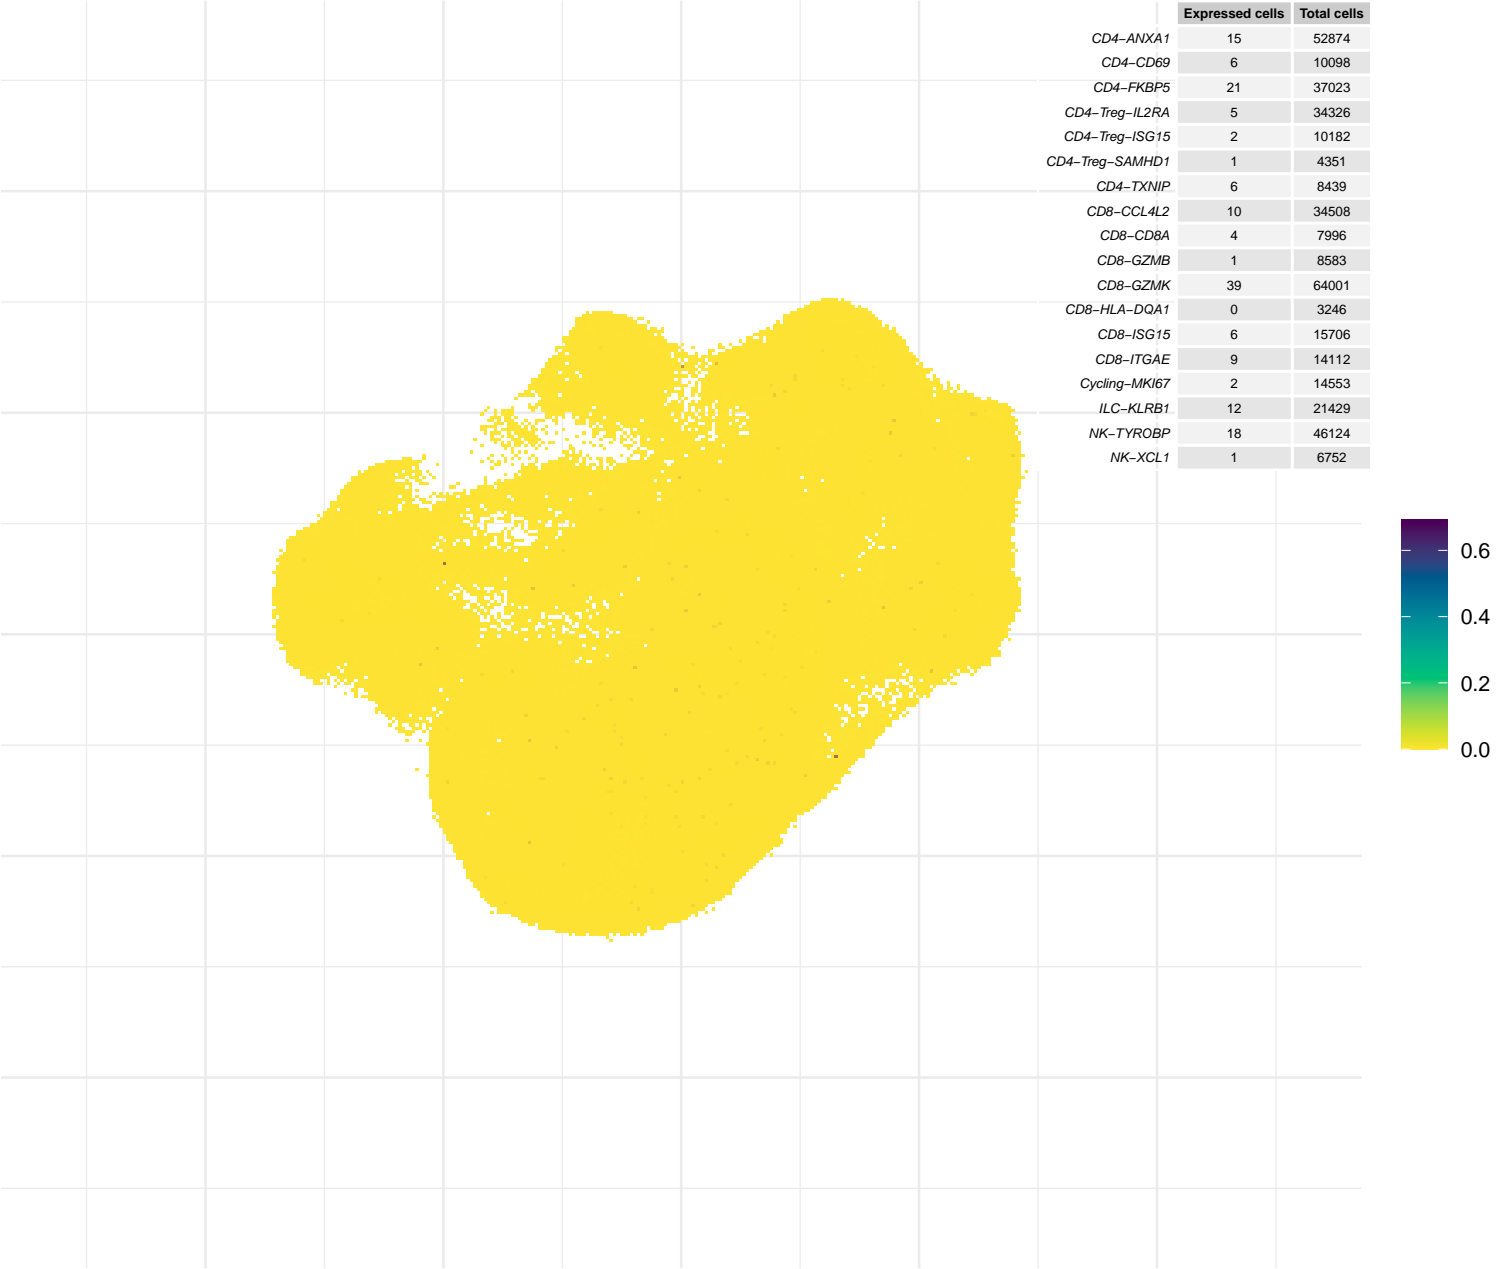 Expressed cells Total cells
CD4−ANXA1 15 52874
CD4−CD69 6 10098
CD4−FKBP5 21 37023
CD4−Treg−IL2RA 5 34326
CD4−Treg−ISG15 2 10182
CD4−Treg−SAMHD1 1 4351
CD4−TXNIP 6 8439
CD8−CCL4L2 10 34508
CD8−CD8A 4 7996
CD8−GZMB 1 8583
CD8−GZMK 39 64001
CD8−HLA−DQA1 0 3246
CD8−ISG15 6 15706
CD8−ITGAE 9 14112
Cycling−MKI67 2 14553
ILC−KLRB1 12 21429
NK−TYROBP 18 46124
NK−XCL1 1 6752
0.6
0.4
0.2
0.0